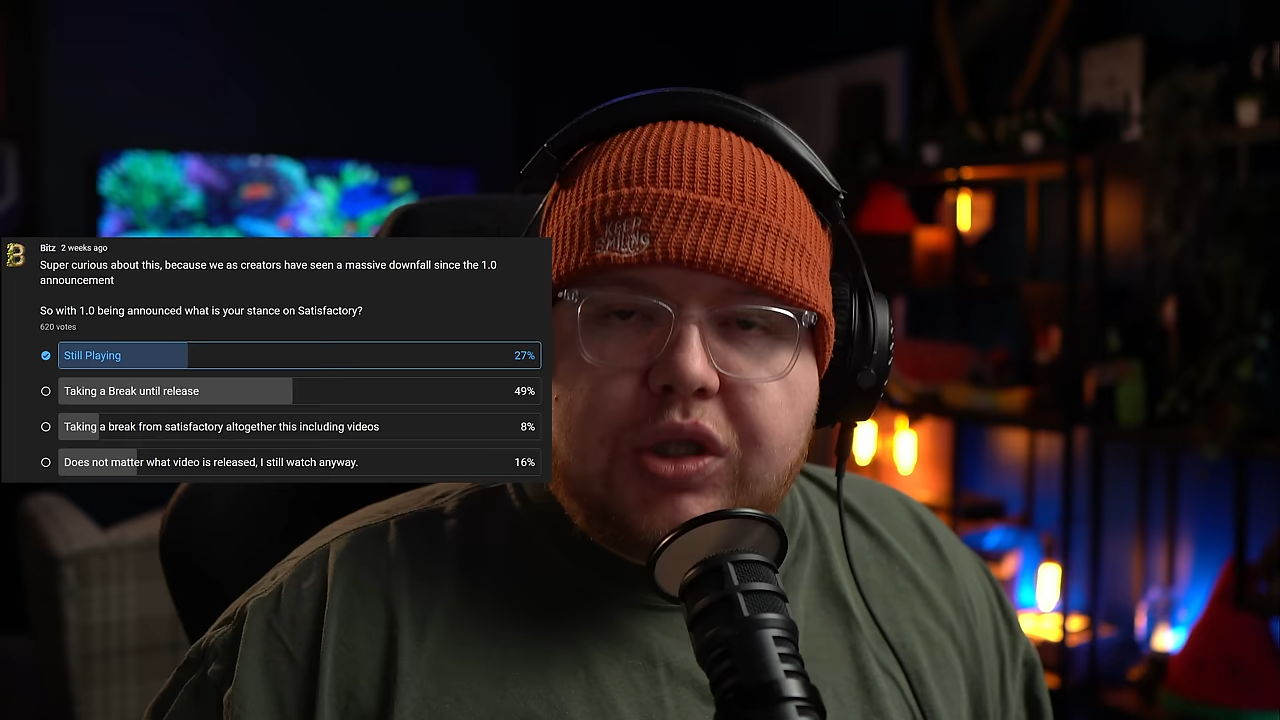 Bitz 2 weeks ago
Super curious about this, because we as creators have seen a massive downfall since the 1.0
announcement
So with 1.0 being announced what is your stance on Satisfactory?
620 votes
Still Playing 27%
Taking a Break until release 49%
Taking a break from satisfactory altogether this including videos 8%
Does not matter what video is released, I still watch anyway. 16%
KEEP
SMILING